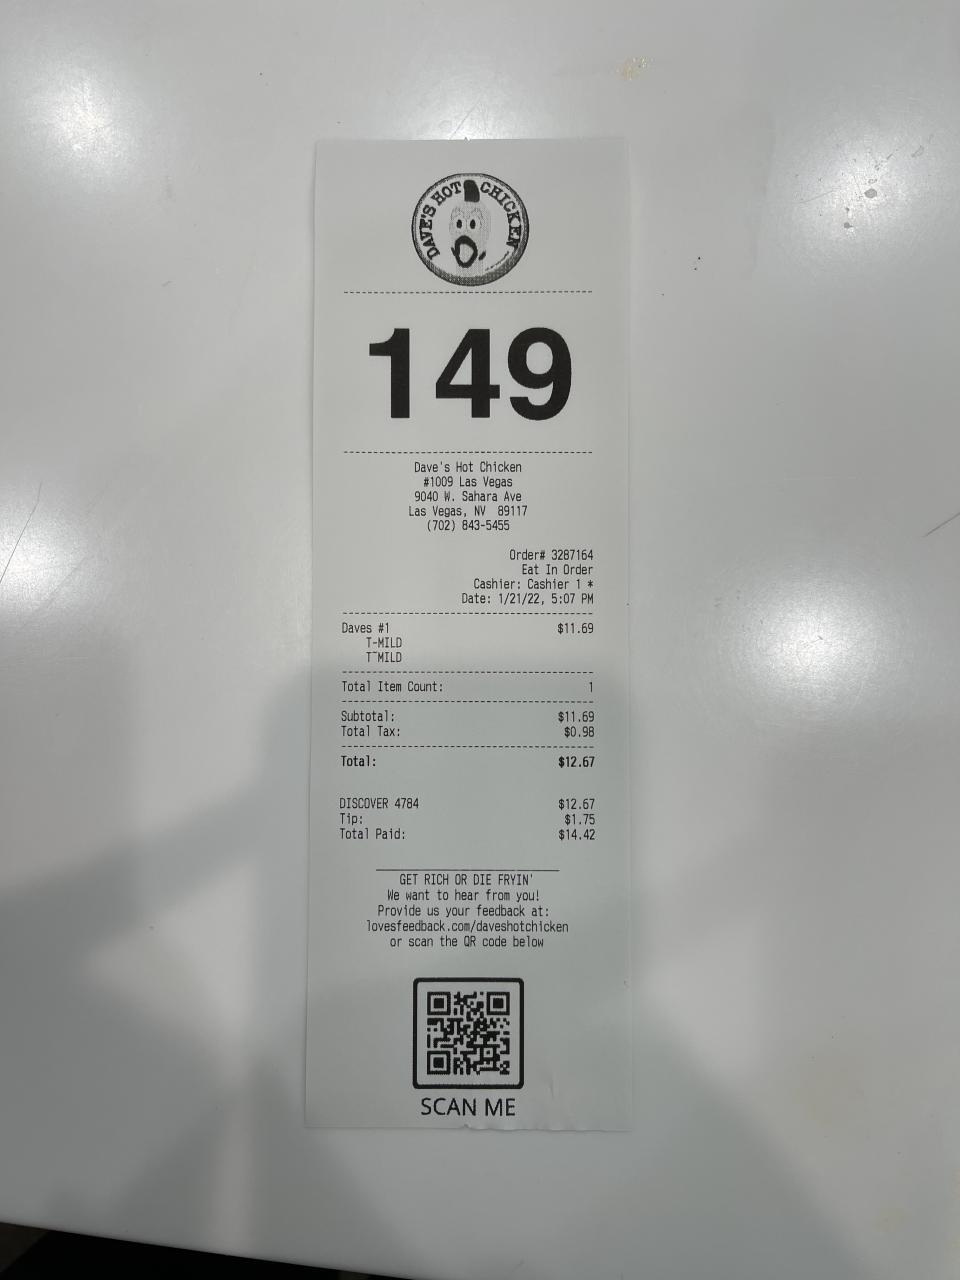 DAVE'S HOT CHICKEN
149
Dave's Hot Chicken
#1009 Las Vegas
9040 W. Sahara Ave
Las Vegas, NV 89117
(702) 843-5455
Order# 3287164
Eat In Order
Cashier: Cashier 1 *
Date: 1/21/22, 5:07 PM
Daves #1 $11.69
T-MILD
T-MILD
Total Item Count: 1
Subtotal: $11.69
Total Tax: $0.98
Total: $12.67
DISCOVER 4784 $12.67
Tip: $1.75
Total Paid: $14.42
GET RICH OR DIE FRYIN'
We want to hear from you!
Provide us your feedback at:
lovesfeedback.com/daveshotchicken
or scan the QR code below
SCAN ME